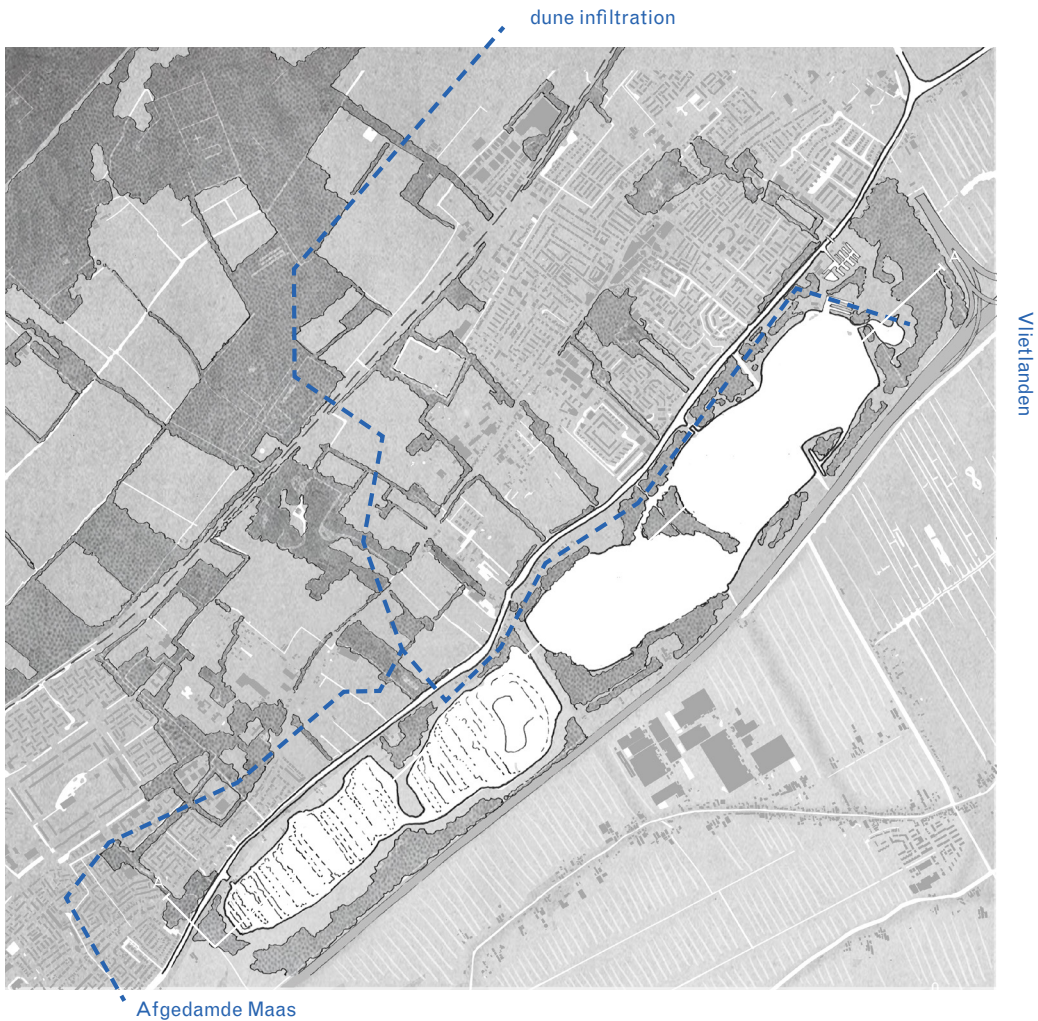 dune infiltration
A
Vlietlanden
A
Afgedamde Maas